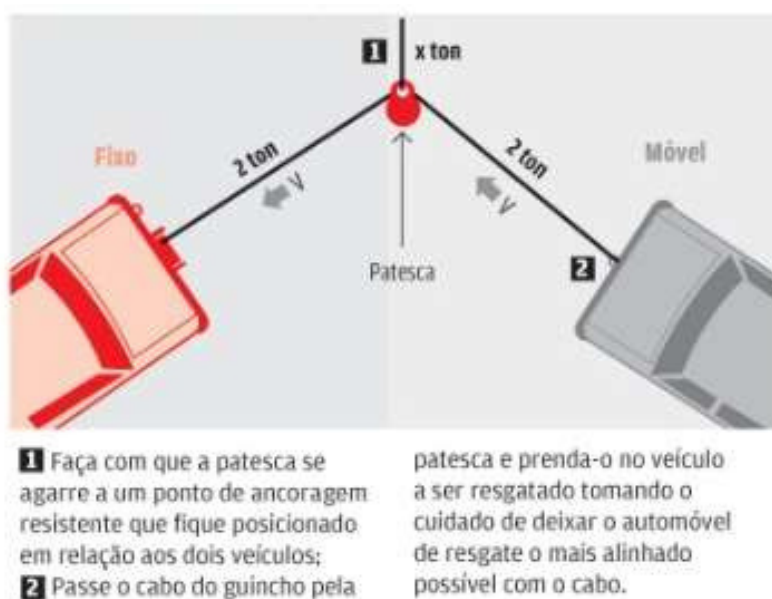 1 x ton
Fixo
2 ton
V
2 ton
V
Móvel
Patesca
2
1 Faça com que a patesca se
agarre a um ponto de ancoragem
resistente que fique posicionado
em relação aos dois veículos;
2 Passe o cabo do guincho pela
patesca e prenda-o no veículo
a ser resgatado tomando o
cuidado de deixar o automóvel
de resgate o mais alinhado
possível com o cabo.